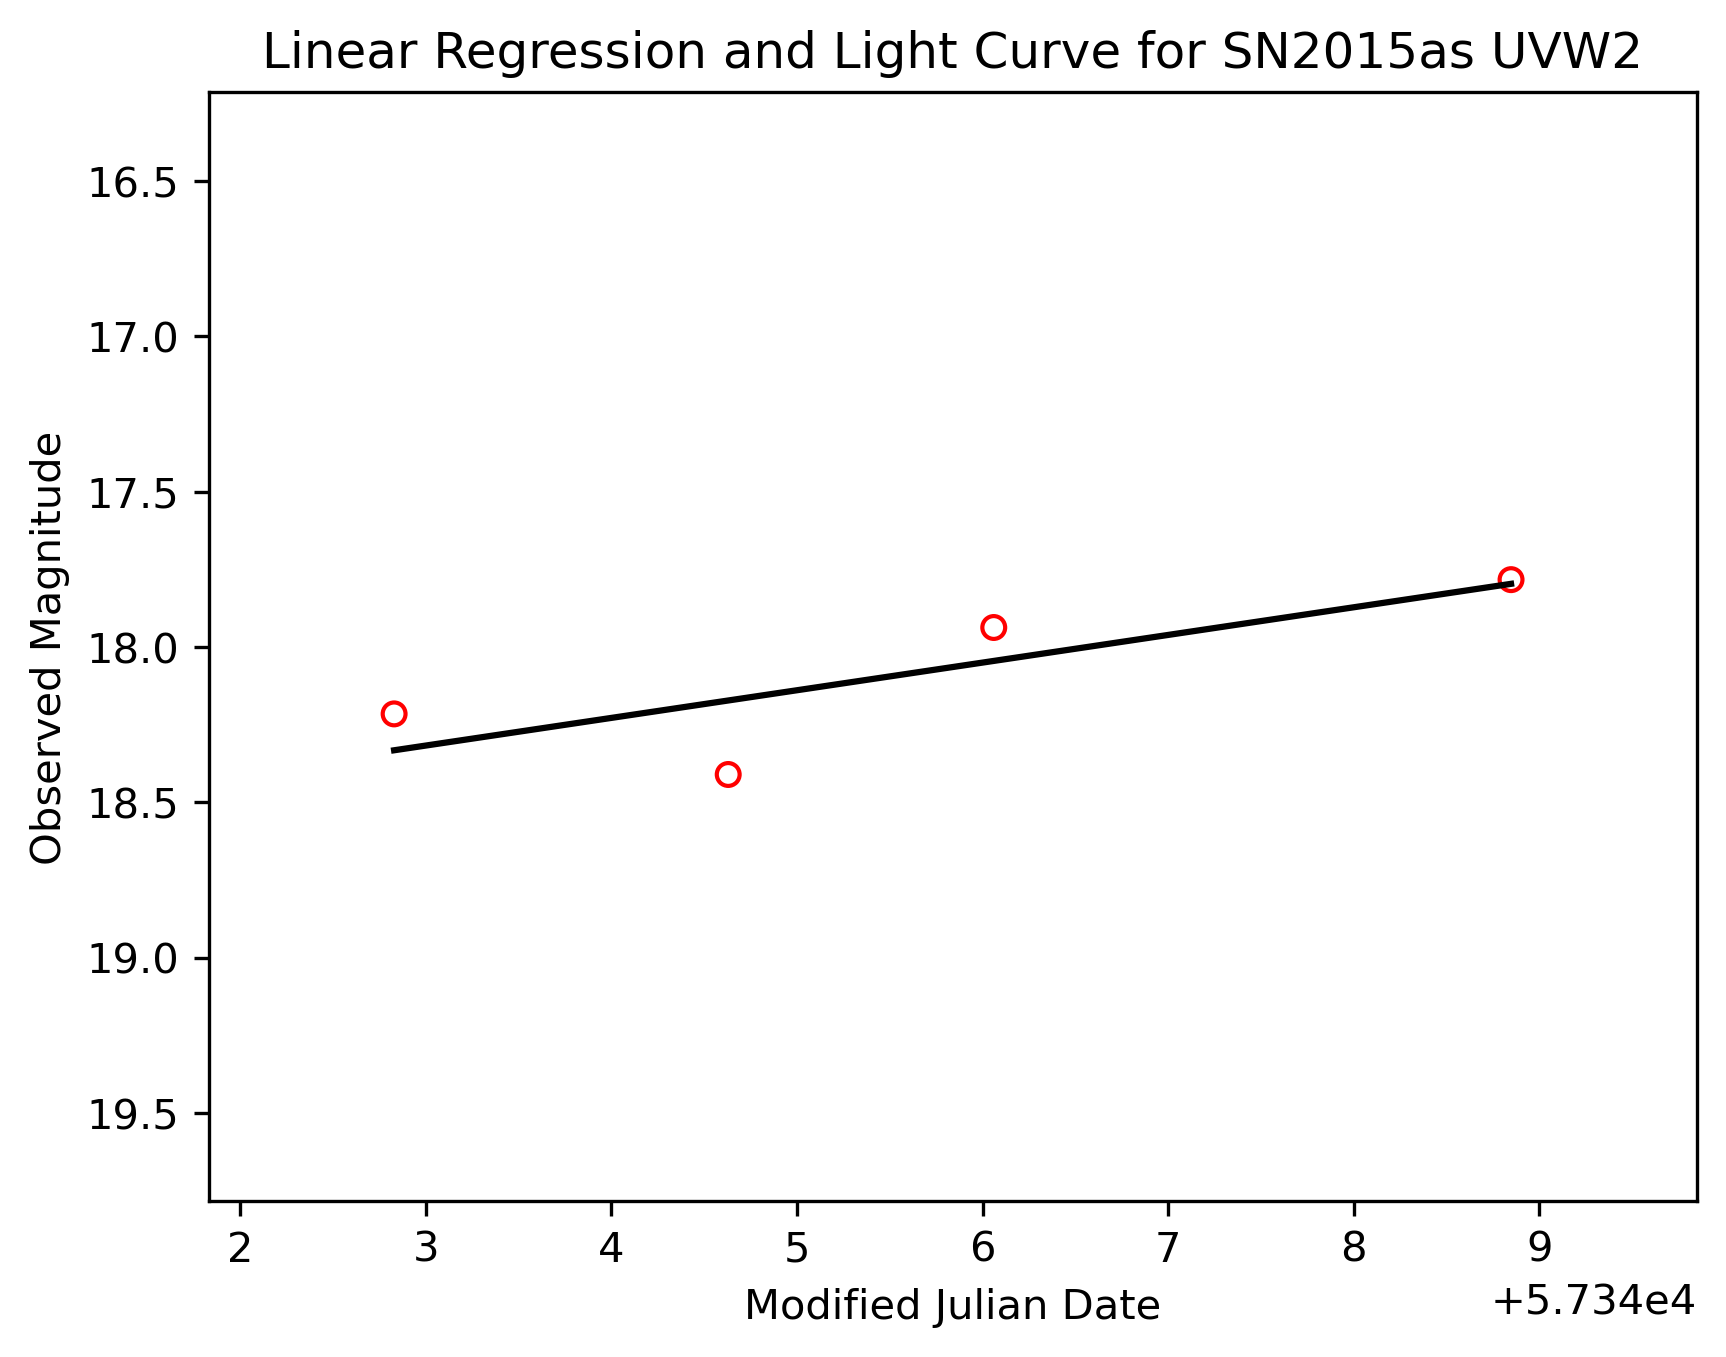 Linear Regression and Light Curve for SN2015as UVW2
Observed Magnitude
16.5
17.0
17.5
18.0
18.5
19.0
19.5
2 3 4 5 6 7 8 9
+5.734e4
Modified Julian Date